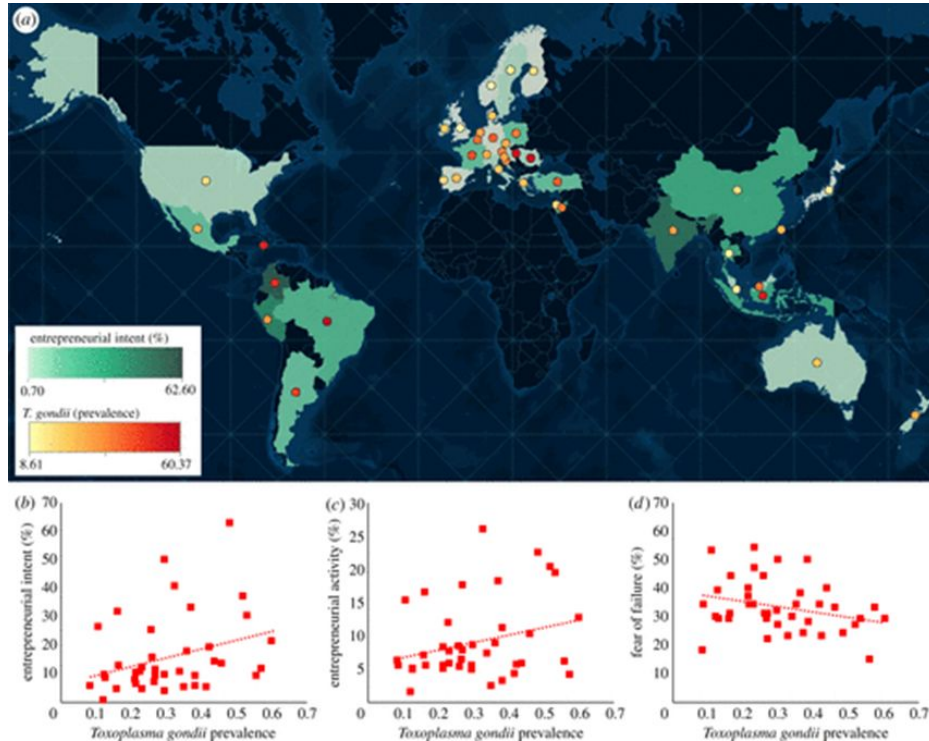 (a)
entrepreneurial intent (%)
0.70 62.60
T. gondii (prevalence)
8.61 60.37
(b)
70
60
50
40
30
20
10
0 0.1 0.2 0.3 0.4 0.5 0.6 0.7
entrepreneurial intent (%)
Toxoplasma gondii prevalence
(c)
30
25
20
15
10
5
0 0.1 0.2 0.3 0.4 0.5 0.6 0.7
entrepreneurial activity (%)
Toxoplasma gondii prevalence
(d)
70
60
50
40
30
20
10
0 0.1 0.2 0.3 0.4 0.5 0.6 0.7
fear of failure (%)
Toxoplasma gondii prevalence